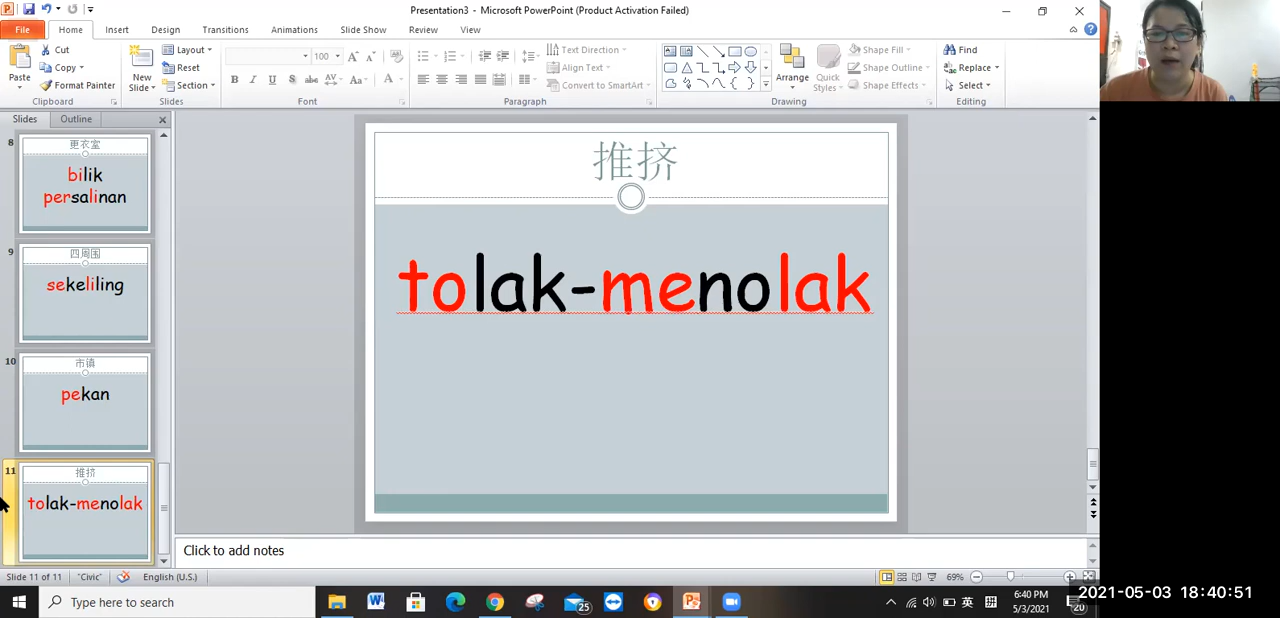 Presentation3 - Microsoft PowerPoint (Product Activation Failed)
File Home Insert Design Transitions Animations Slide Show Review View
Paste
Cut
Copy
Format Painter
Clipboard
New Slide
Layout
Reset
Section
Slides
100
Font
Text Direction
Align Text
Convert to SmartArt
Paragraph
Arrange
Quick Styles
Shape Fill
Shape Outline
Shape Effects
Drawing
Find
Replace
Select
Editing
Slides Outline
8
更衣室
bilik
persalinan
9
四周围
sekeliling
10
市镇
pekan
11
推挤
tolak-menolak
推挤
tolak-menolak
Click to add notes
Slide 11 of 11 "Civic" English (U.S.) 69%
Type here to search
25
英
6:40 PM
5/3/2021
20
2021-05-03 18:40:51